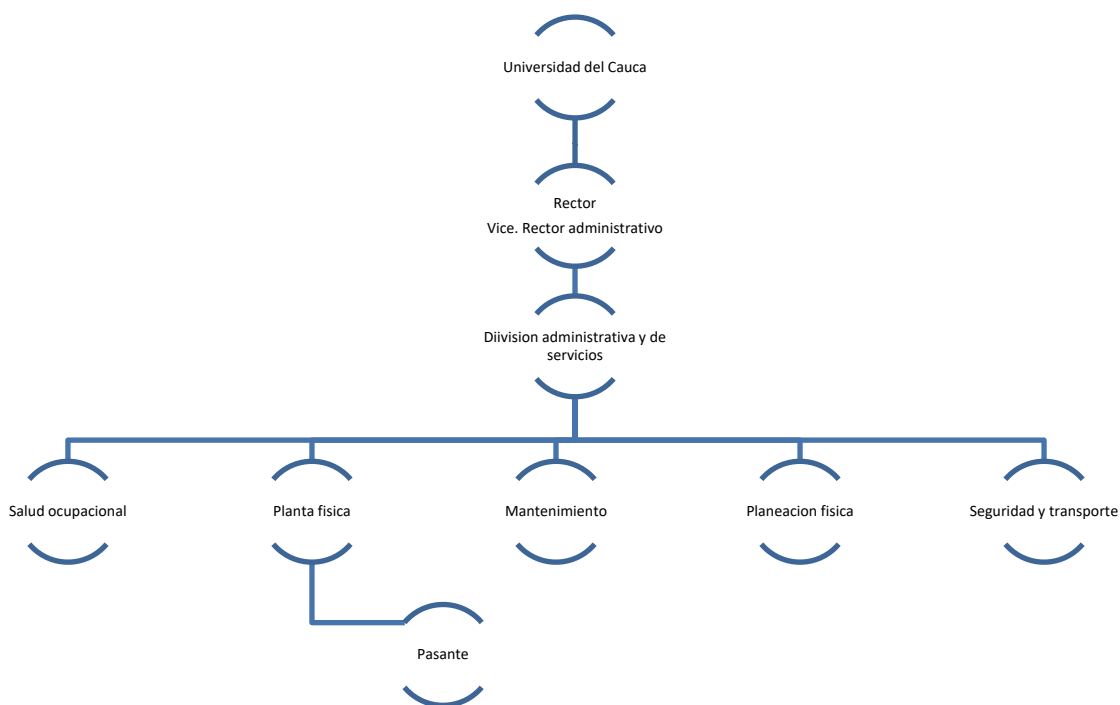 Universidad del Cauca
Rector
Vice. Rector administrativo
Diivision administrativa y de
servicios
Salud ocupacional
Planta fisica
Mantenimiento
Planeacion fisica
Seguridad y transporte
Pasante